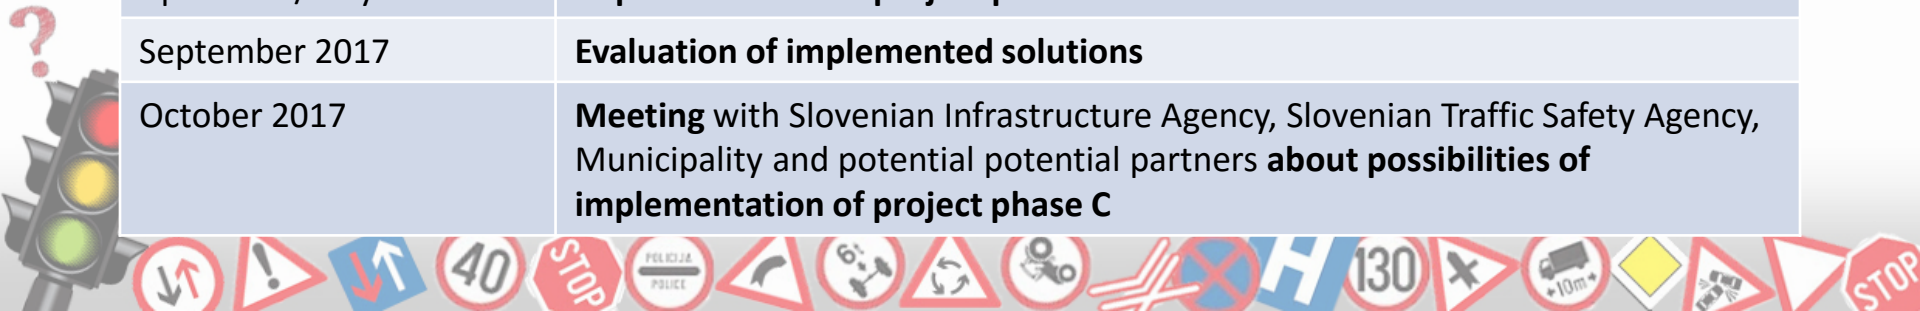 September 2017
Evaluation of implemented solutions
October 2017
Meeting with Slovenian Infrastructure Agency, Slovenian Traffic Safety Agency,
Municipality and potential potential partners about possibilities of
implementation of project phase C
?
40
STOP
POLICIJA
POLICE
6t
H
130
10m
STOP